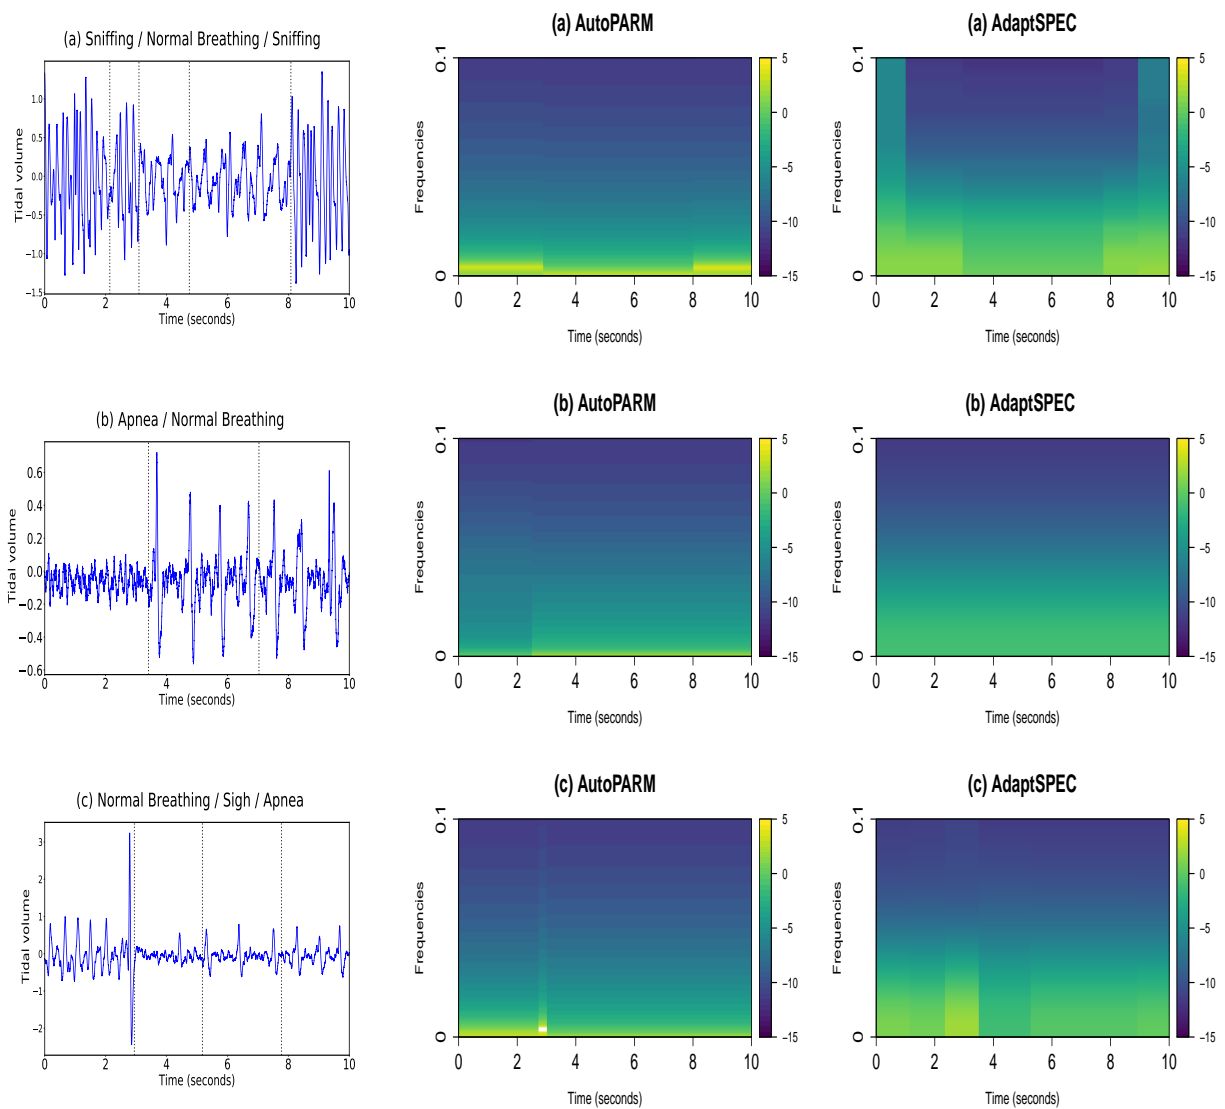 (a) Sniffing / Normal Breathing / Sniffing
Tidal volume
1.0
0.5
0.0
−0.5
−1.0
−1.5
0 2 4 6 8 10
Time (seconds)
(a) AutoPARM
Frequencies
0.1
0
0 2 4 6 8 10
Time (seconds)
5
0
−5
−10
−15
(a) AdaptSPEC
Frequencies
0.1
0
0 2 4 6 8 10
Time (seconds)
5
0
−5
−10
−15
(b) Apnea / Normal Breathing
Tidal volume
0.6
0.4
0.2
0.0
−0.2
−0.4
−0.6
0 2 4 6 8 10
Time (seconds)
(b) AutoPARM
Frequencies
0.1
0
0 2 4 6 8 10
Time (seconds)
5
0
−5
−10
−15
(b) AdaptSPEC
Frequencies
0.1
0
0 2 4 6 8 10
Time (seconds)
5
0
−5
−10
−15
(c) Normal Breathing / Sigh / Apnea
Tidal volume
3
2
1
0
−1
−2
0 2 4 6 8 10
Time (seconds)
(c) AutoPARM
Frequencies
0.1
0
0 2 4 6 8 10
Time (seconds)
5
0
−5
−10
−15
(c) AdaptSPEC
Frequencies
0.1
0
0 2 4 6 8 10
Time (seconds)
5
0
−5
−10
−15